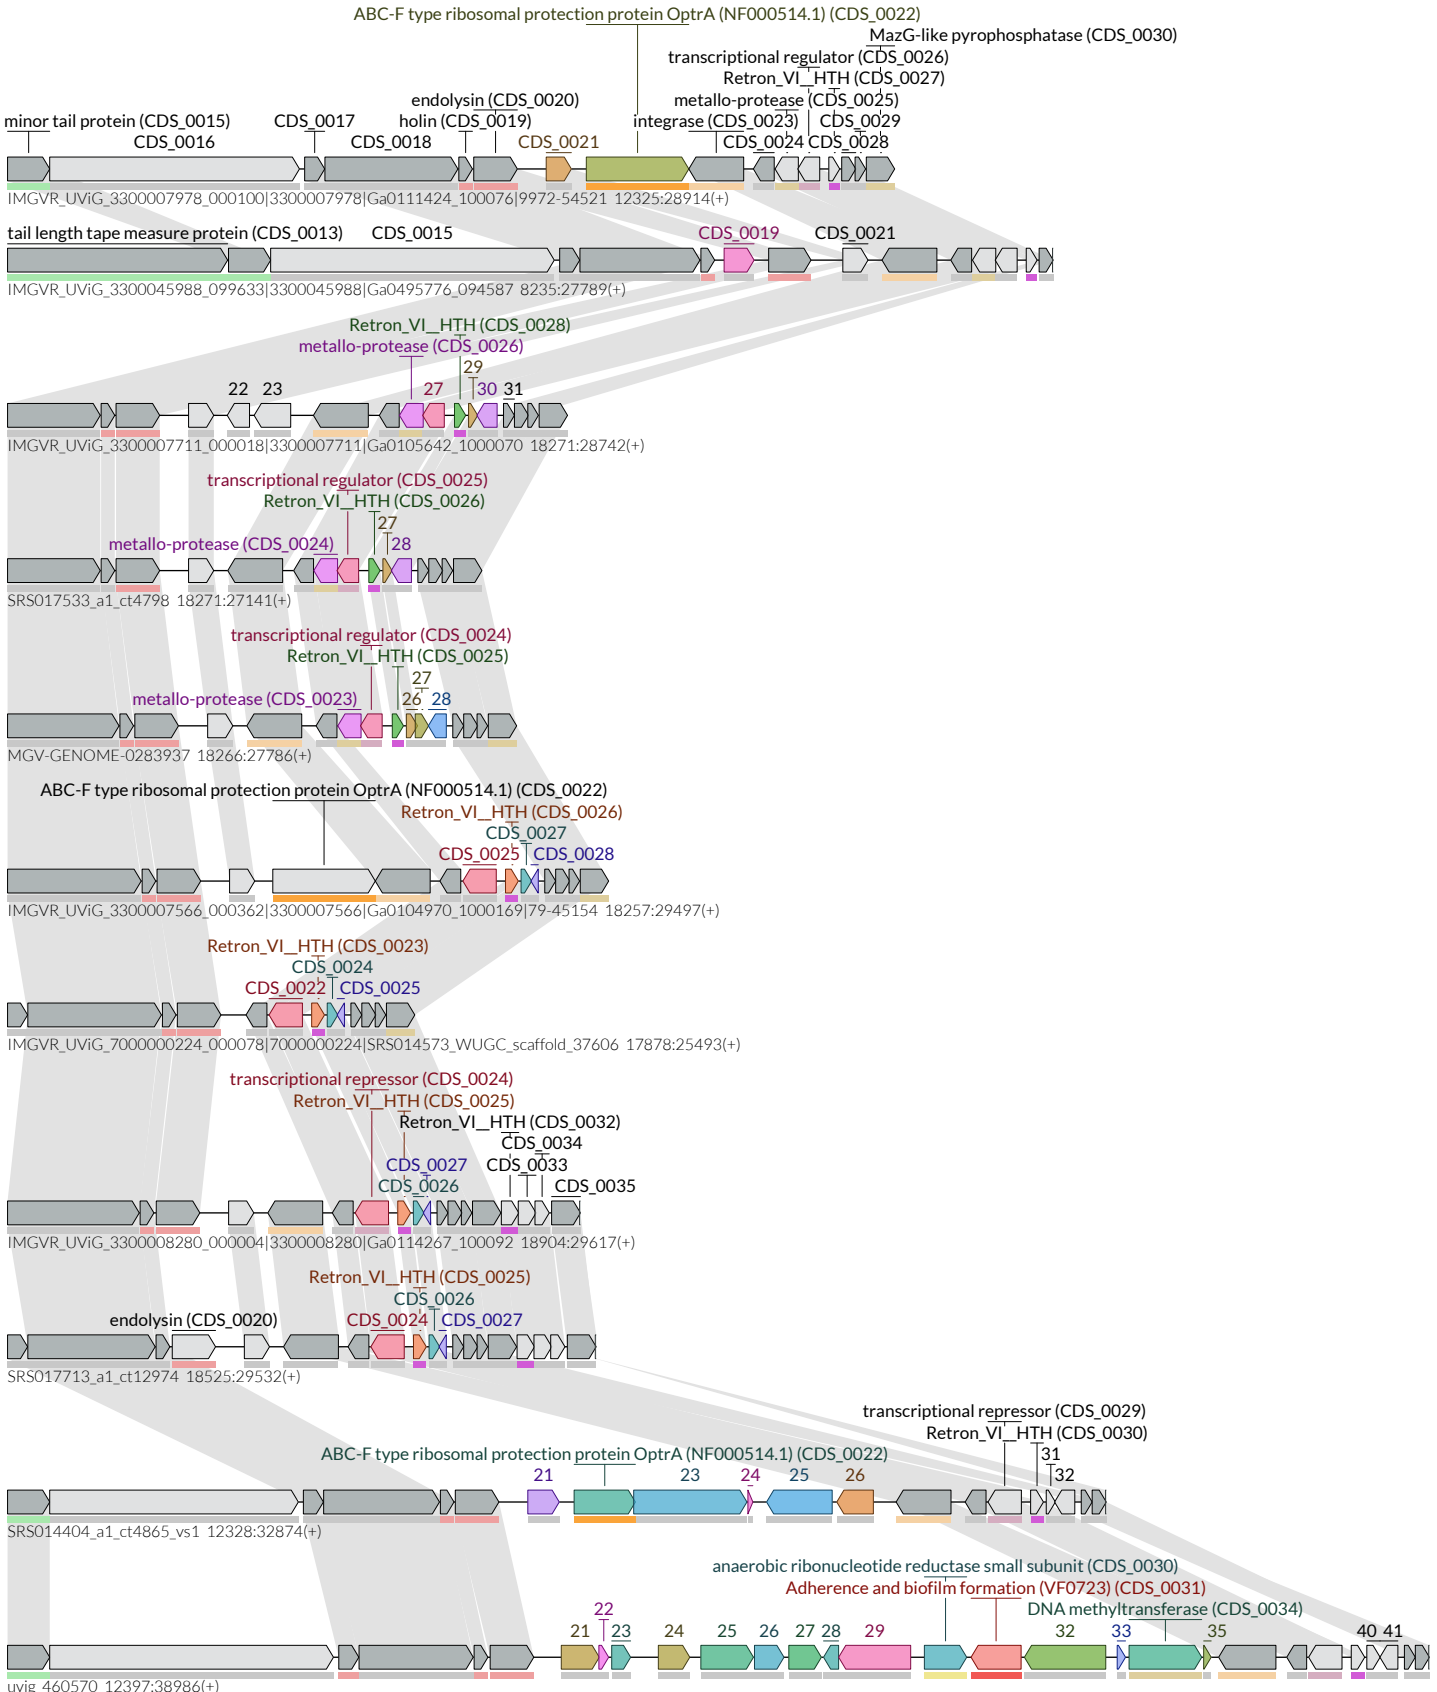 ABC-F type ribosomal protection protein OptrA (NF000514.1) (CDS_0022)
MazG-like pyrophosphatase (CDS_0030)
transcriptional regulator (CDS_0026)
Retron_VI__HTH (CDS_0027)
endolysin (CDS_0020) metallo-protease (CDS_0025)
minor tail protein (CDS_0015) CDS_0017 holin (CDS_0019) integrase (CDS_0023) CDS_0029
CDS_0016 CDS_0018 CDS_0021 CDS_0024 CDS_0028
IMGVR_UViG_3300007978_000100|3300007978|Ga0111424_100076|9972-54521 12325:28914(+)
tail length tape measure protein (CDS_0013) CDS_0015 CDS_0019 CDS_0021
IMGVR_UViG_3300045988_099633|3300045988|Ga0495776_094587 8235:27789(+)
Retron_VI__HTH (CDS_0028)
metallo-protease (CDS_0026)
29
22 23 27 30 31
IMGVR_UViG_3300007711_000018|3300007711|Ga0105642_1000070 18271:28742(+)
transcriptional regulator (CDS_0025)
Retron_VI__HTH (CDS_0026)
27
metallo-protease (CDS_0024) 28
SRS017533_a1_ct4798 18271:27141(+)
transcriptional regulator (CDS_0024)
Retron_VI__HTH (CDS_0025)
27
metallo-protease (CDS_0023) 26 28
MGV-GENOME-0283937 18266:27786(+)
ABC-F type ribosomal protection protein OptrA (NF000514.1) (CDS_0022)
Retron_VI__HTH (CDS_0026)
CDS_0027
CDS_0025 CDS_0028
IMGVR_UViG_3300007566_000362|3300007566|Ga0104970_1000169|79-45154 18257:29497(+)
Retron_VI__HTH (CDS_0023)
CDS_0024
CDS_0022 CDS_0025
IMGVR_UViG_7000000224_000078|7000000224|SRS014573_WUGC_scaffold_37606 17878:25493(+)
transcriptional repressor (CDS_0024)
Retron_VI__HTH (CDS_0025)
Retron_VI__HTH (CDS_0032)
CDS_0034
CDS_0027 CDS_0033
CDS_0026 CDS_0035
IMGVR_UViG_3300008280_000004|3300008280|Ga0114267_100092 18904:29617(+)
Retron_VI__HTH (CDS_0025)
CDS_0026
endolysin (CDS_0020) CDS_0024 CDS_0027
SRS017713_a1_ct12974 18525:29532(+)
transcriptional repressor (CDS_0029)
Retron_VI__HTH (CDS_0030)
ABC-F type ribosomal protection protein OptrA (NF000514.1) (CDS_0022) 31
21 23 24 25 26 32
SRS014404_a1_ct4865_vs1 12328:32874(+)
anaerobic ribonucleotide reductase small subunit (CDS_0030)
Adherence and biofilm formation (VF0723) (CDS_0031)
22 DNA methyltransferase (CDS_0034)
21 23 24 25 26 27 28 29 32 33 35 40 41
uvig_460570 12397:38986(+)